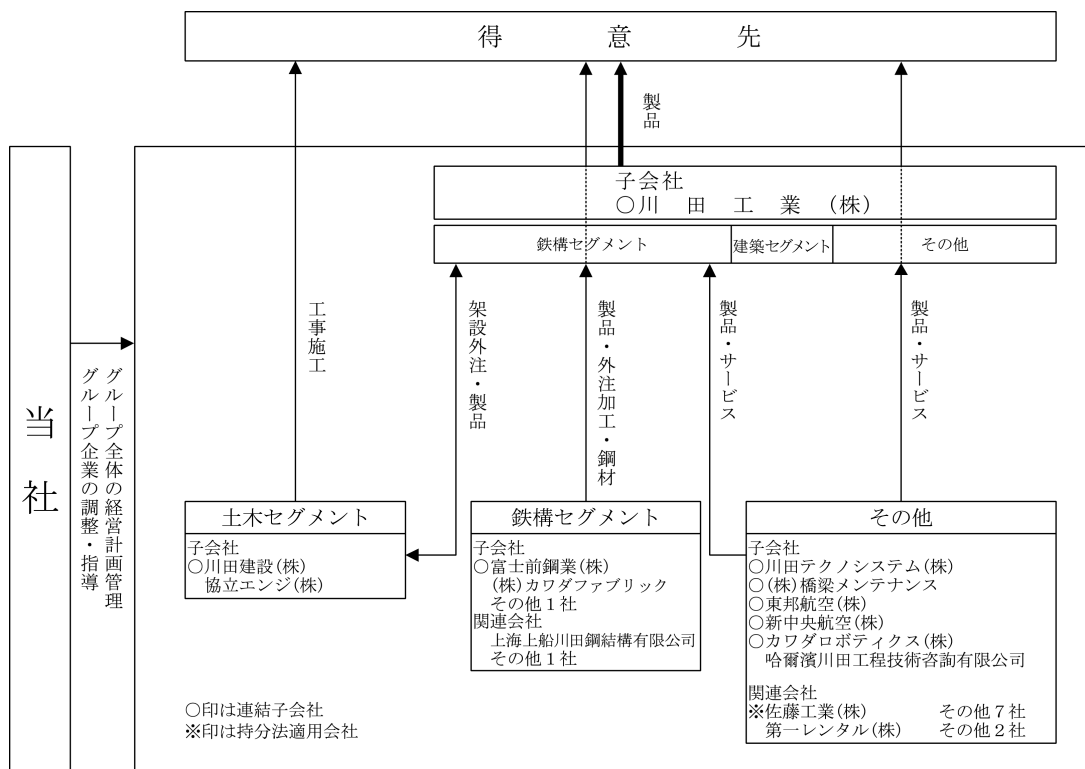 得意先
製品
子会社
○川田工業(株)
鉄構セグメント
建築セグメント
その他
工事施工
架設外注・製品
製品・外注加工・鋼材
製品・サービス
製品・サービス
当社
グループ全体の経営計画管理
グループ企業の調整・指導
土木セグメント
子会社
○川田建設(株)
協立エンジ(株)
鉄構セグメント
子会社
○富士前鋼業(株)
(株)カワダファブリック
その他1社
関連会社
上海上船川田鋼結構有限公司
その他1社
その他
子会社
○川田テクノシステム(株)
○(株)橋梁メンテナンス
○東邦航空(株)
○新中央航空(株)
○カワダロボティクス(株)
哈爾濱川田工程技術咨詢有限公司
関連会社
※佐藤工業(株) その他7社
第一レンタル(株) その他2社
○印は連結子会社
※印は持分法適用会社